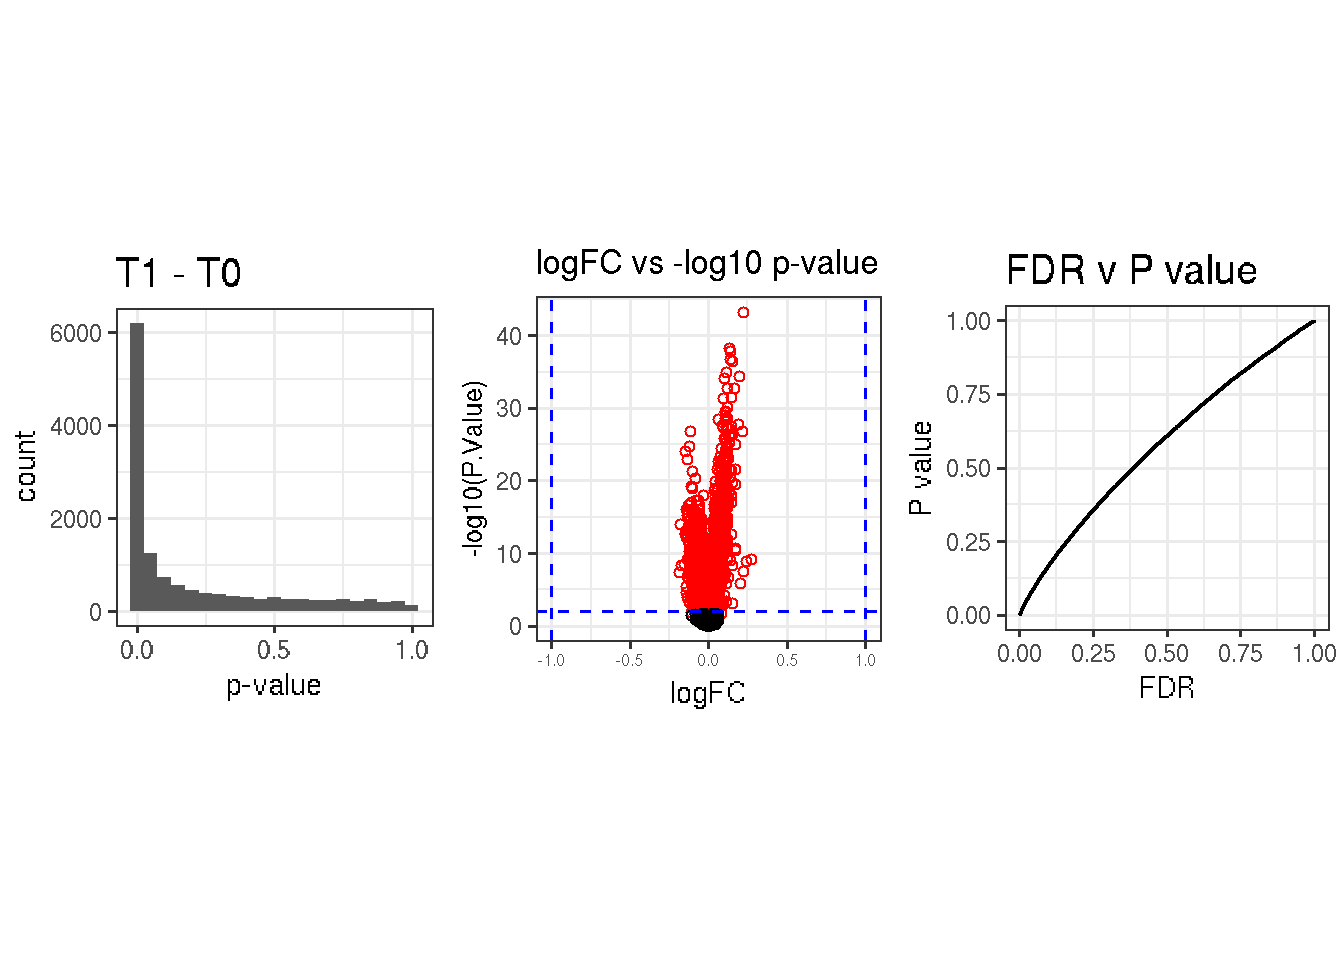 T1 - T0
count
6000
4000
2000
0
0.0 0.5 1.0
p-value
logFC vs -log10 p-value
-log10(P.Value)
40
30
20
10
0
-1.0 -0.5 0.0 0.5 1.0
logFC
FDR v P value
P value
1.00
0.75
0.50
0.25
0.00
0.00 0.25 0.50 0.75 1.00
FDR